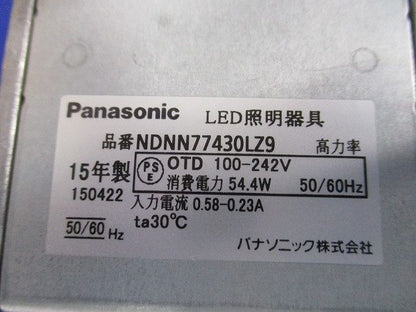 Panasonic LED照明器具
品番 NDNN77430LZ9 高力率
15年製 PSE OTD 100-242V
150422 消費電力 54.4W 50/60Hz
入力電流 0.58-0.23A
50/60 Hz ta30℃
パナソニック株式会社